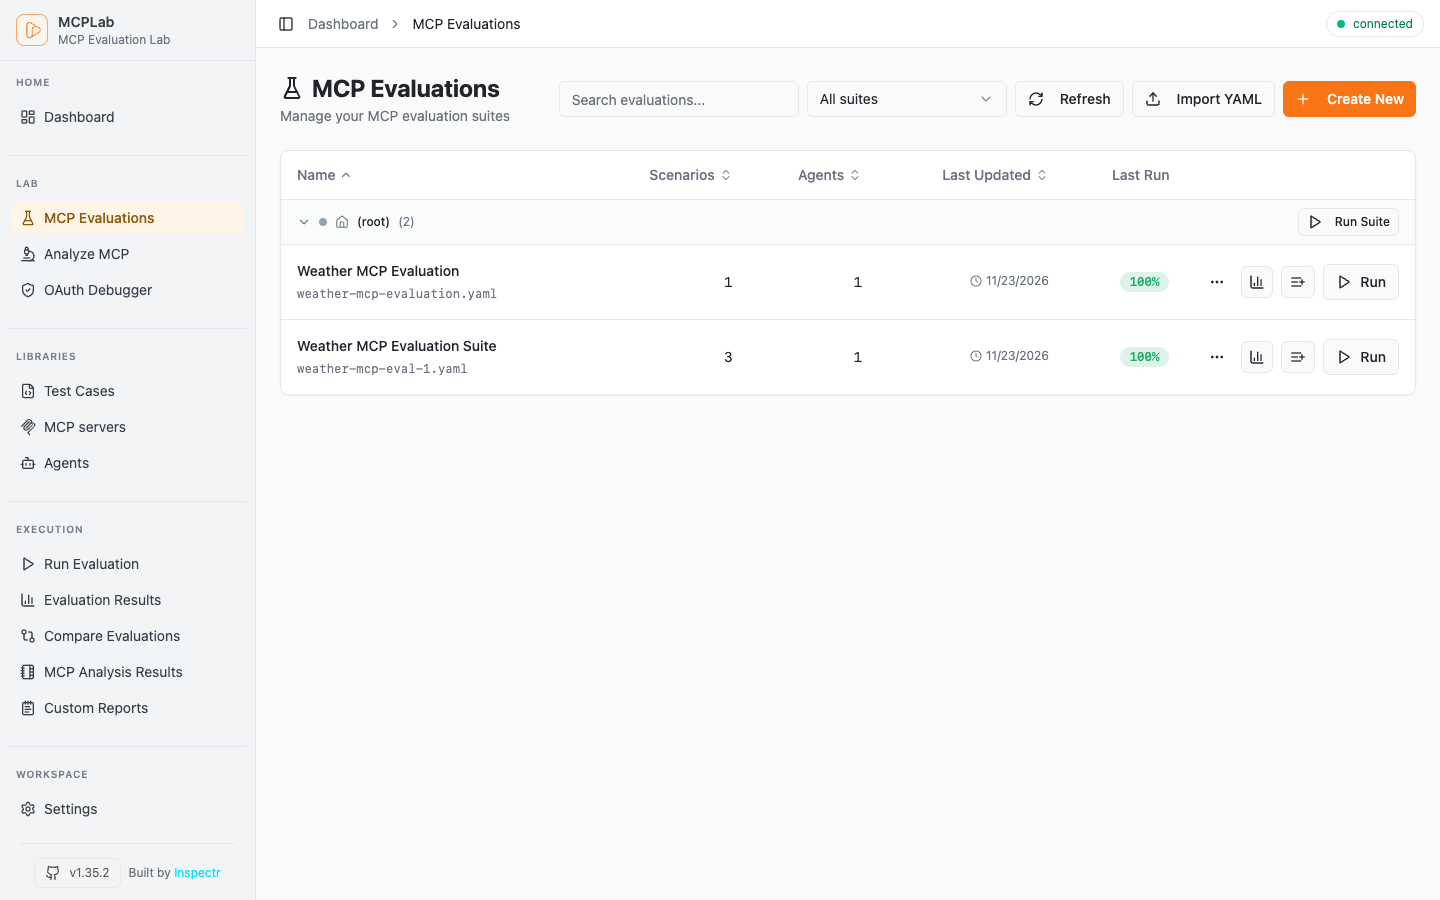 MCPLab
MCP Evaluation Lab
HOME
Dashboard
LAB
MCP Evaluations
Analyze MCP
OAuth Debugger
LIBRARIES
Test Cases
MCP servers
Agents
EXECUTION
Run Evaluation
Evaluation Results
Compare Evaluations
MCP Analysis Results
Custom Reports
WORKSPACE
Settings
v1.35.2 Built by Inspectr
Dashboard > MCP Evaluations
connected
MCP Evaluations
Manage your MCP evaluation suites
Search evaluations... All suites Refresh Import YAML Create New
Name Scenarios Agents Last Updated Last Run
(root) (2) Run Suite
Weather MCP Evaluation
weather-mcp-evaluation.yaml
1 1 11/23/2026 100% Run
Weather MCP Evaluation Suite
weather-mcp-eval-1.yaml
3 1 11/23/2026 100% Run